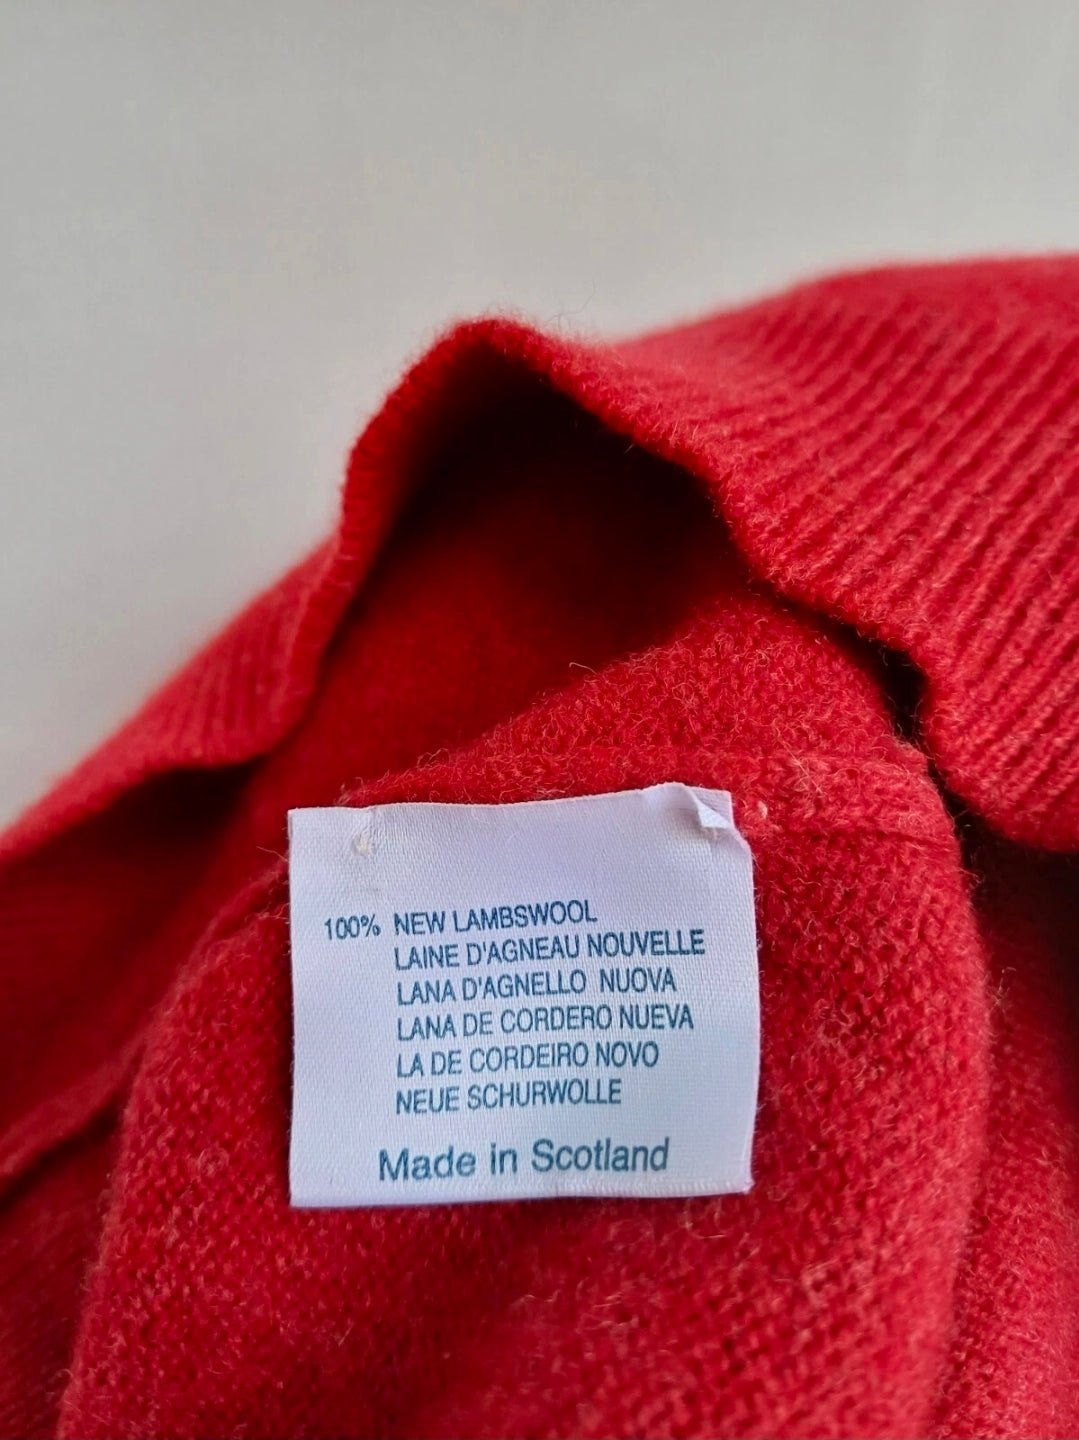 100% NEW LAMBSWOOL
LAINE D'AGNEAU NOUVELLE
LANA D'AGNELLO NUOVA
LANA DE CORDERO NUEVA
LA DE CORDEIRO NOVO
NEUE SCHURWOLLE
Made in Scotland